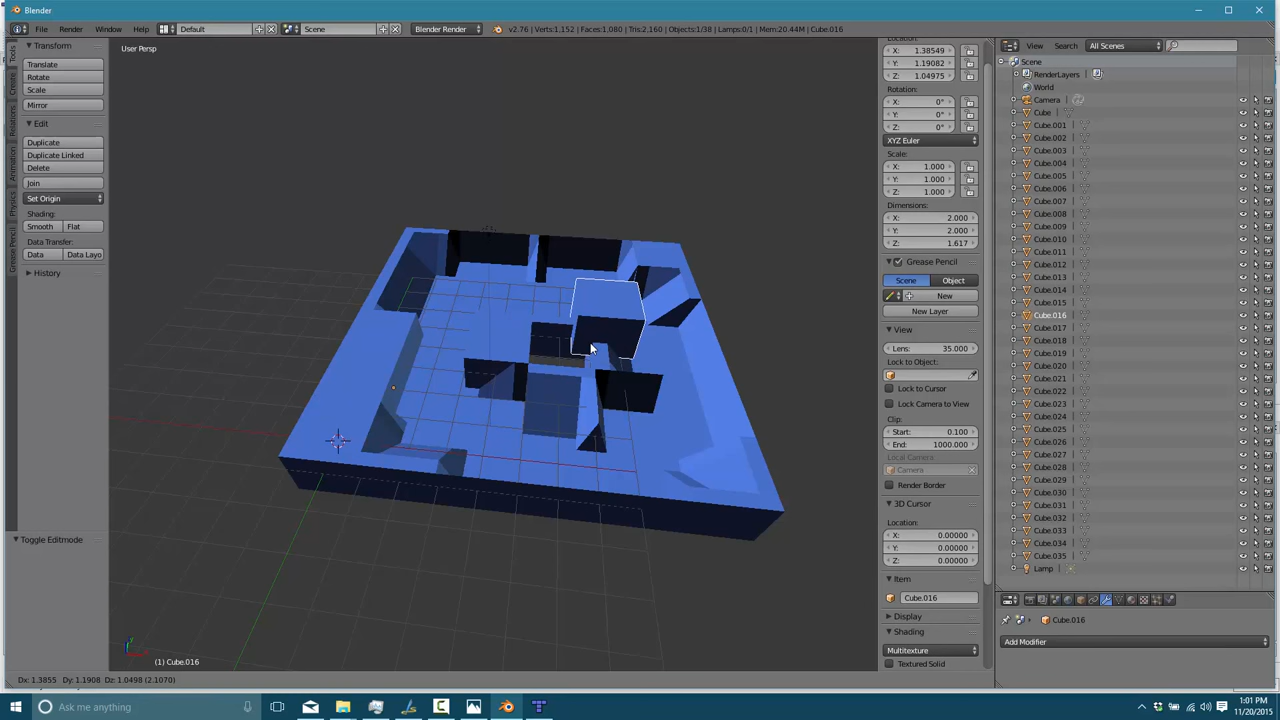 Blender
File Render Window Help Default Scene Blender Render v2.76 | Verts:1,152 | Faces:1,080 | Tris:2,160 | Objects:1/38 | Lamps:0/1 | Mem:20.44M | Cube.016
Tools
Create
Relations
Animation
Physics
Grease Pencil
Transform
Translate
Rotate
Scale
Mirror
Edit
Duplicate
Duplicate Linked
Delete
Join
Set Origin
Shading:
Smooth Flat
Data Transfer:
Data Data Layo
History
Toggle Editmode
User Persp
(1) Cube.016
Dx: 1.3855 Dy: 1.1908 Dz: 1.0498 (2.1070)
Location:
X: 1.38549
Y: 1.19082
Z: 1.04975
Rotation:
X: 0°
Y: 0°
Z: 0°
XYZ Euler
Scale:
X: 1.000
Y: 1.000
Z: 1.000
Dimensions:
X: 2.000
Y: 2.000
Z: 1.617
Grease Pencil
Scene Object
New
New Layer
View
Lens: 35.000
Lock to Object:
Lock to Cursor
Lock Camera to View
Clip:
Start: 0.100
End: 1000.000
Local Camera:
Camera
Render Border
3D Cursor
Location:
X: 0.00000
Y: 0.00000
Z: 0.00000
Item
Cube.016
Display
Shading
Multitexture
Textured Solid
View Search All Scenes
Scene
RenderLayers
World
Camera
Cube
Cube.001
Cube.002
Cube.003
Cube.004
Cube.005
Cube.006
Cube.007
Cube.008
Cube.009
Cube.010
Cube.011
Cube.012
Cube.013
Cube.014
Cube.015
Cube.016
Cube.017
Cube.018
Cube.019
Cube.020
Cube.021
Cube.022
Cube.023
Cube.024
Cube.025
Cube.026
Cube.027
Cube.028
Cube.029
Cube.030
Cube.031
Cube.032
Cube.033
Cube.034
Cube.035
Lamp
Cube.016
Add Modifier
Ask me anything
1:01 PM
11/20/2015